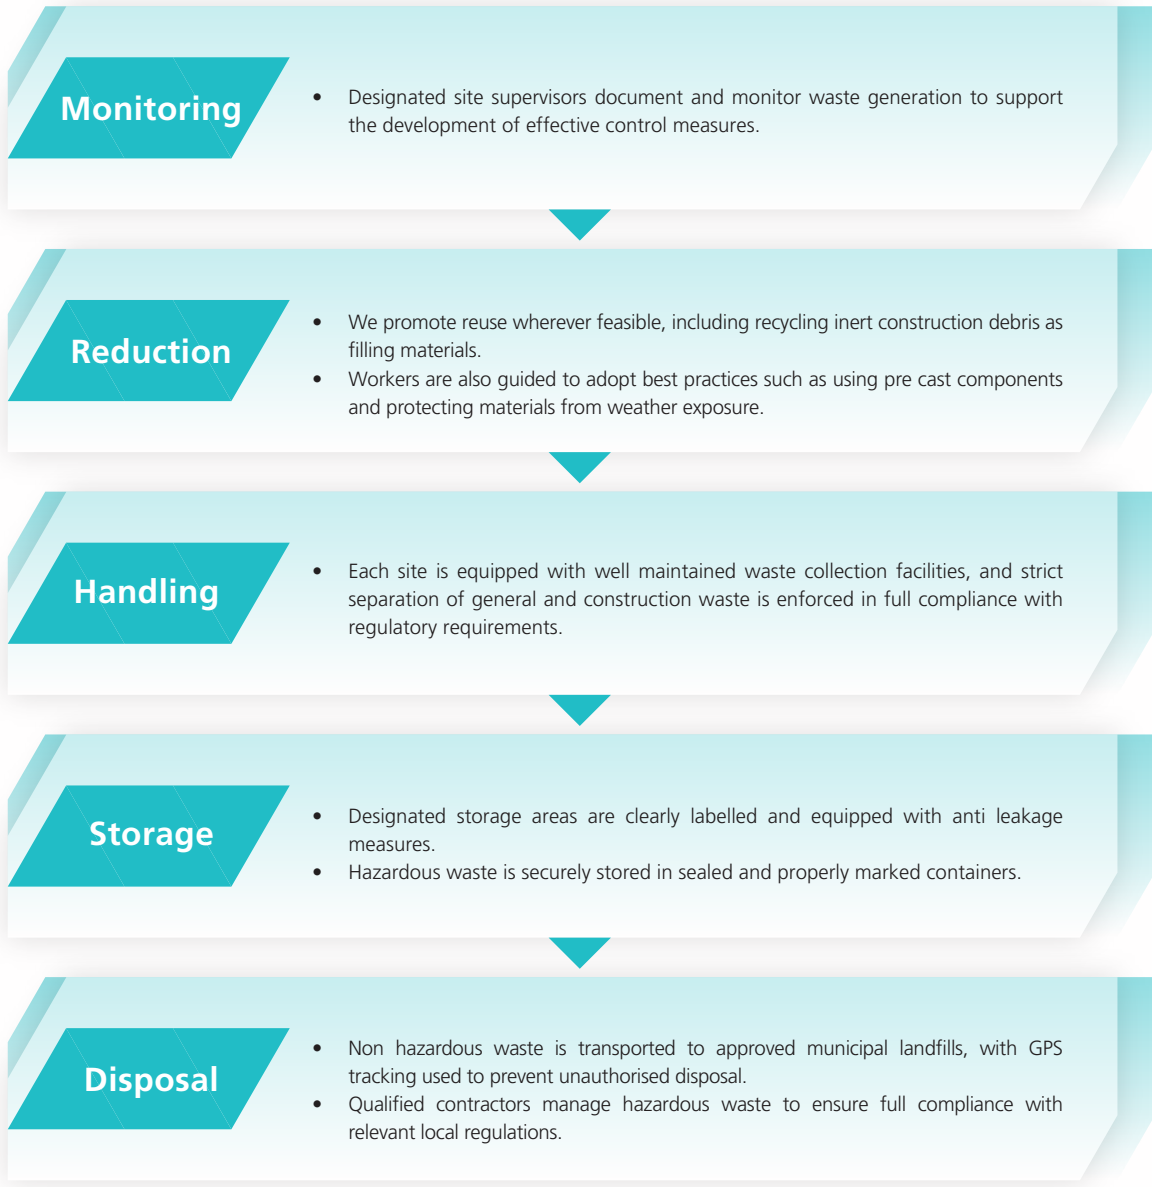 Monitoring
• Designated site supervisors document and monitor waste generation to support
the development of effective control measures.
Reduction
• We promote reuse wherever feasible, including recycling inert construction debris as
filling materials.
• Workers are also guided to adopt best practices such as using pre cast components
and protecting materials from weather exposure.
Handling
• Each site is equipped with well maintained waste collection facilities, and strict
separation of general and construction waste is enforced in full compliance with
regulatory requirements.
Storage
• Designated storage areas are clearly labelled and equipped with anti leakage
measures.
• Hazardous waste is securely stored in sealed and properly marked containers.
Disposal
• Non hazardous waste is transported to approved municipal landfills, with GPS
tracking used to prevent unauthorised disposal.
• Qualified contractors manage hazardous waste to ensure full compliance with
relevant local regulations.